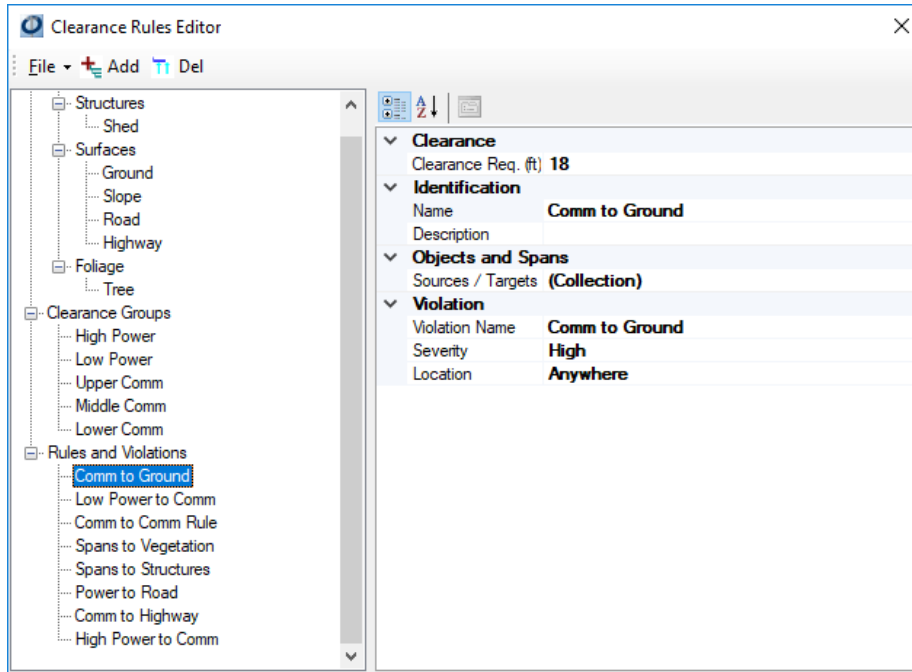 Clearance Rules Editor
File Add Del
Structures
Shed
Surfaces
Ground
Slope
Road
Highway
Foliage
Tree
Clearance Groups
High Power
Low Power
Upper Comm
Middle Comm
Lower Comm
Rules and Violations
Comm to Ground
Low Power to Comm
Comm to Comm Rule
Spans to Vegetation
Spans to Structures
Power to Road
Comm to Highway
High Power to Comm
A
Z
Clearance
Clearance Req. (ft) 18
Identification
Name Comm to Ground
Description
Objects and Spans
Sources / Targets (Collection)
Violation
Violation Name Comm to Ground
Severity High
Location Anywhere